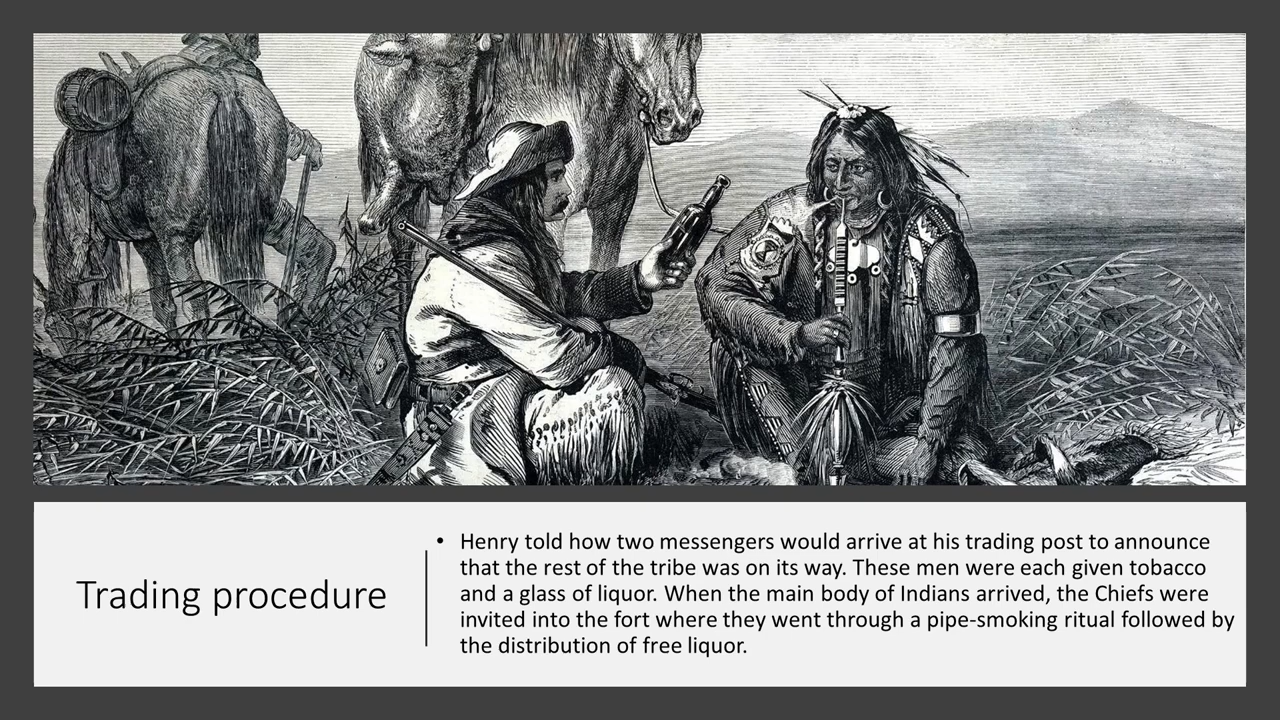 Trading procedure
• Henry told how two messengers would arrive at his trading post to announce
that the rest of the tribe was on its way. These men were each given tobacco
and a glass of liquor. When the main body of Indians arrived, the Chiefs were
invited into the fort where they went through a pipe-smoking ritual followed by
the distribution of free liquor.